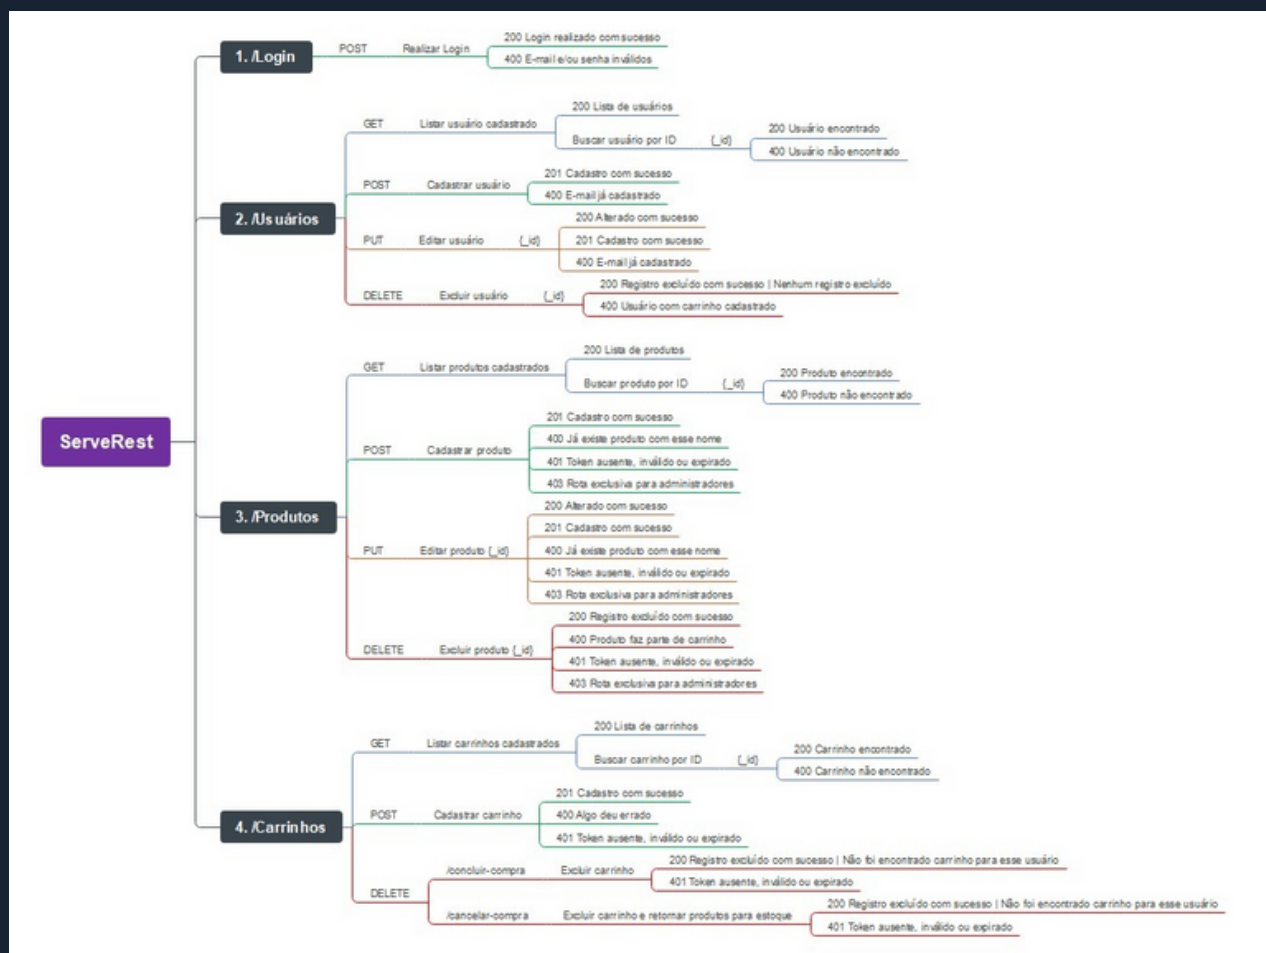 ServeRest
1. /Login
POST Realizar Login
200 Login realizado com sucesso
400 E-mail e/ou senha inválidos
2. /Usuários
GET Listar usuário cadastrado
200 Lista de usuários
Buscar usuário por ID {_id}
200 Usuário encontrado
400 Usuário não encontrado
POST Cadastrar usuário
201 Cadastro com sucesso
400 E-mail já cadastrado
PUT Editar usuário {_id}
200 Alterado com sucesso
201 Cadastro com sucesso
400 E-mail já cadastrado
DELETE Excluir usuário {_id}
200 Registro excluído com sucesso | Nenhum registro excluído
400 Usuário com carrinho cadastrado
3. /Produtos
GET Listar produtos cadastrados
200 Lista de produtos
Buscar produto por ID {_id}
200 Produto encontrado
400 Produto não encontrado
POST Cadastrar produto
201 Cadastro com sucesso
400 Já existe produto com esse nome
401 Token ausente, inválido ou expirado
403 Rota exclusiva para administradores
PUT Editar produto {_id}
200 Alterado com sucesso
201 Cadastro com sucesso
400 Já existe produto com esse nome
401 Token ausente, inválido ou expirado
403 Rota exclusiva para administradores
DELETE Excluir produto {_id}
200 Registro excluído com sucesso
400 Produto faz parte de carrinho
401 Token ausente, inválido ou expirado
403 Rota exclusiva para administradores
4. /Carrinhos
GET Listar carrinhos cadastrados
200 Lista de carrinhos
Buscar carrinho por ID {_id}
200 Carrinho encontrado
400 Carrinho não encontrado
POST Cadastrar carrinho
201 Cadastro com sucesso
400 Algo deu errado
401 Token ausente, inválido ou expirado
DELETE
/concluir-compra Excluir carrinho
200 Registro excluído com sucesso | Não foi encontrado carrinho para esse usuário
401 Token ausente, inválido ou expirado
/cancelar-compra Excluir carrinho e retornar produtos para estoque
200 Registro excluído com sucesso | Não foi encontrado carrinho para esse usuário
401 Token ausente, inválido ou expirado